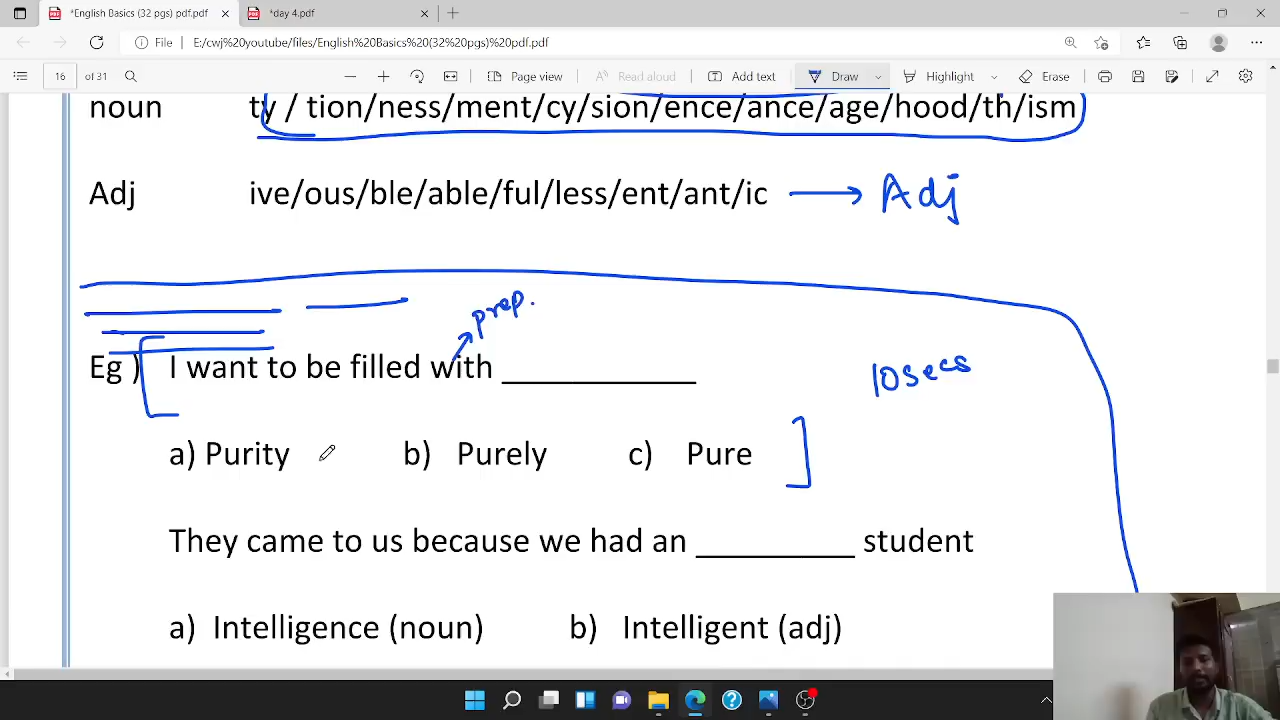 *English Basics (32 pgs) pdf.pdf
*day 4.pdf
File E:/cwj%20youtube/files/English%20Basics%20(32%20pgs)%20pdf.pdf
16 of 31 Page view Read aloud Add text Draw Highlight Erase
noun ty / tion/ness/ment/cy/sion/ence/ance/age/hood/th/ism
Adj ive/ous/ble/able/ful/less/ent/ant/ic Adj
prep.
Eg ) I want to be filled with ____________ 10secs
a) Purity b) Purely c) Pure
They came to us because we had an __________ student
a) Intelligence (noun) b) Intelligent (adj)